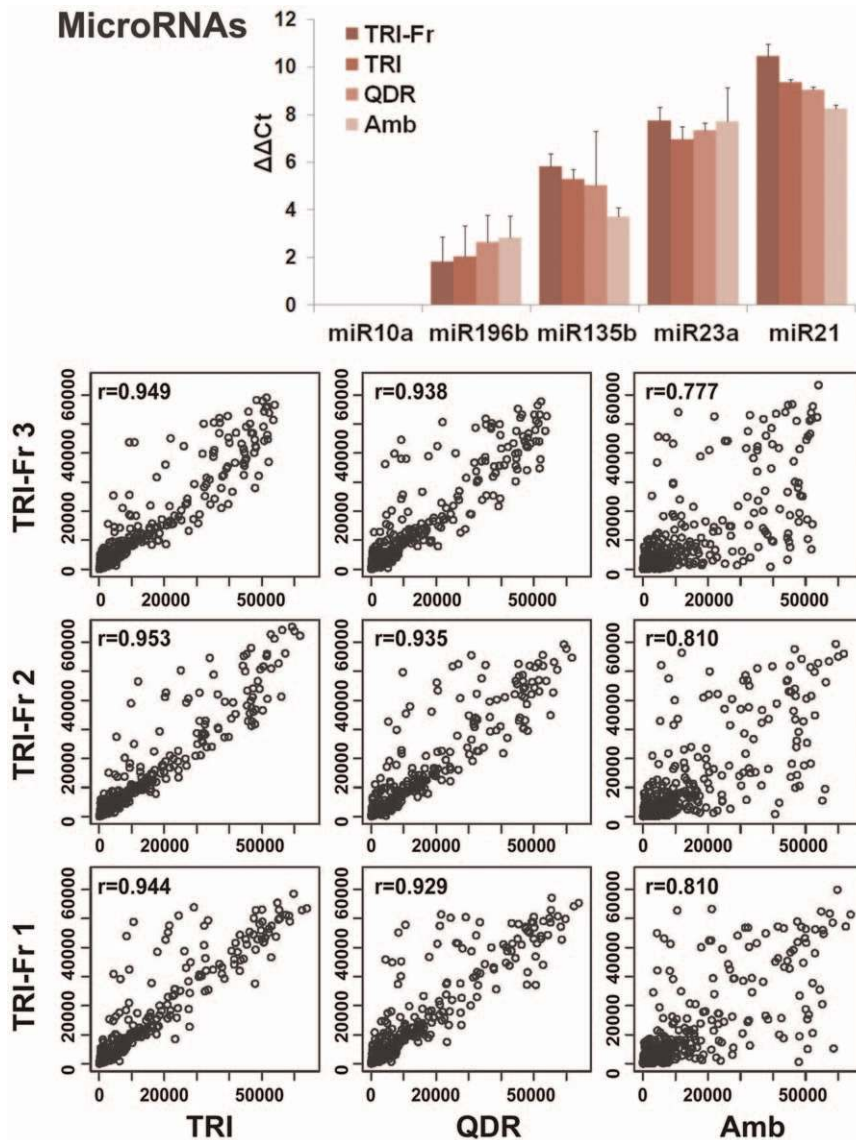 MicroRNAs
12
10
8
6
4
2
0
ΔΔCt
TRI-Fr
TRI
QDR
Amb
miR10a miR196b miR135b miR23a miR21
TRI-Fr 3
r=0.949 r=0.938 r=0.777
0 20000 40000 60000 0 20000 40000 60000 0 20000 40000 60000
0 20000 50000 0 20000 50000 0 20000 50000
TRI-Fr 2
r=0.953 r=0.935 r=0.810
0 20000 40000 60000 0 20000 40000 60000 0 20000 40000 60000
0 20000 50000 0 20000 50000 0 20000 50000
TRI-Fr 1
r=0.944 r=0.929 r=0.810
0 20000 40000 60000 0 20000 40000 60000 0 20000 40000 60000
0 20000 50000 0 20000 50000 0 20000 50000
TRI QDR Amb